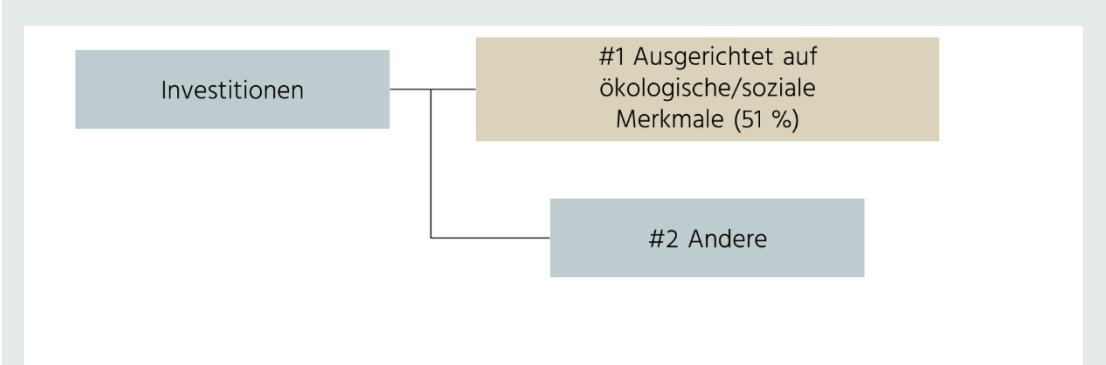 Investitionen
#1 Ausgerichtet auf
ökologische/soziale
Merkmale (51 %)
#2 Andere